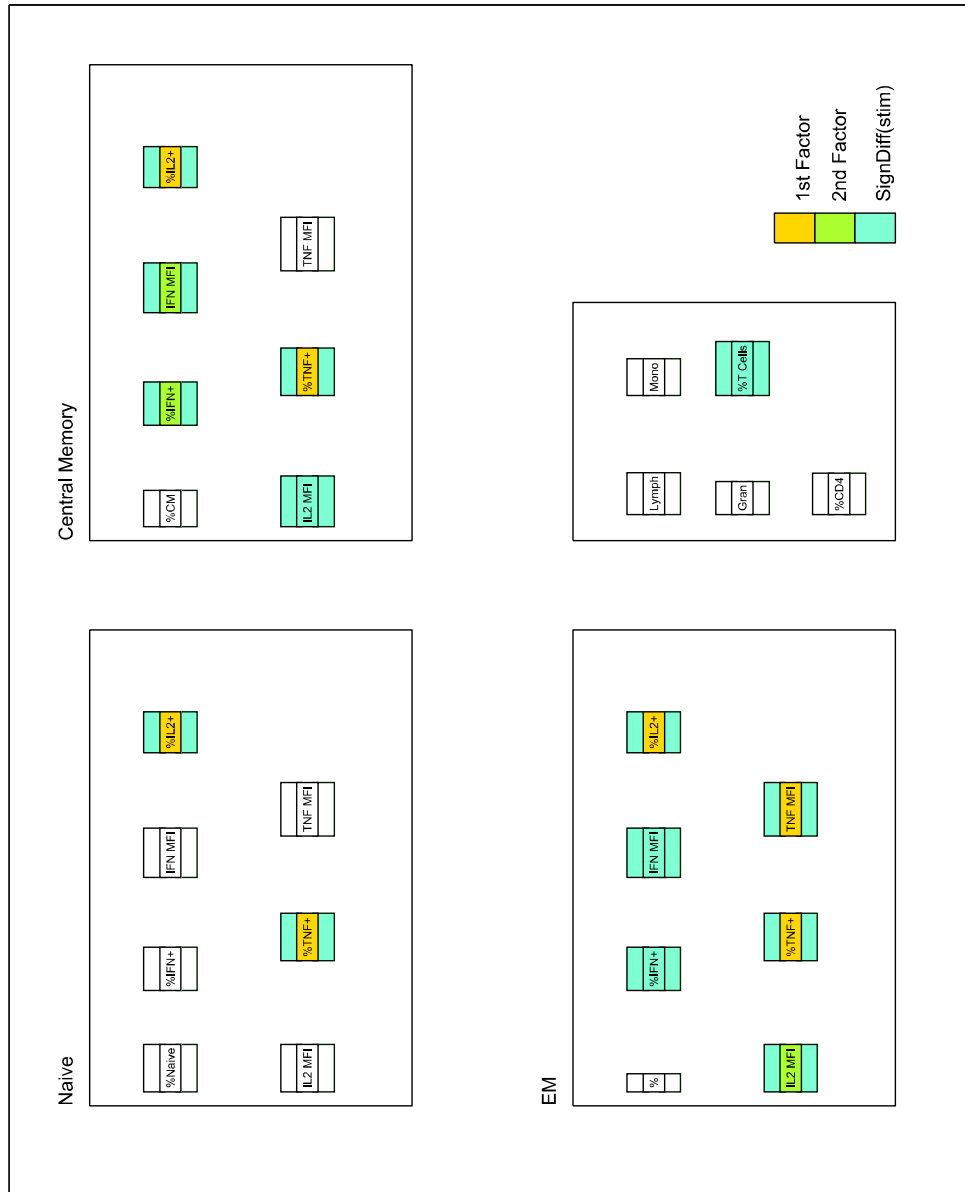 Naive
%Naive
%IFN+
IFN MFI
%IL2+
IL2 MFI
%TNF+
TNF MFI
Central Memory
%CM
%IFN+
IFN MFI
%IL2+
IL2 MFI
%TNF+
TNF MFI
EM
%
%IFN+
IFN MFI
%IL2+
IL2 MFI
%TNF+
TNF MFI
Lymph
Mono
Gran
%T Cells
%CD4
1st Factor
2nd Factor
SignDiff(stim)